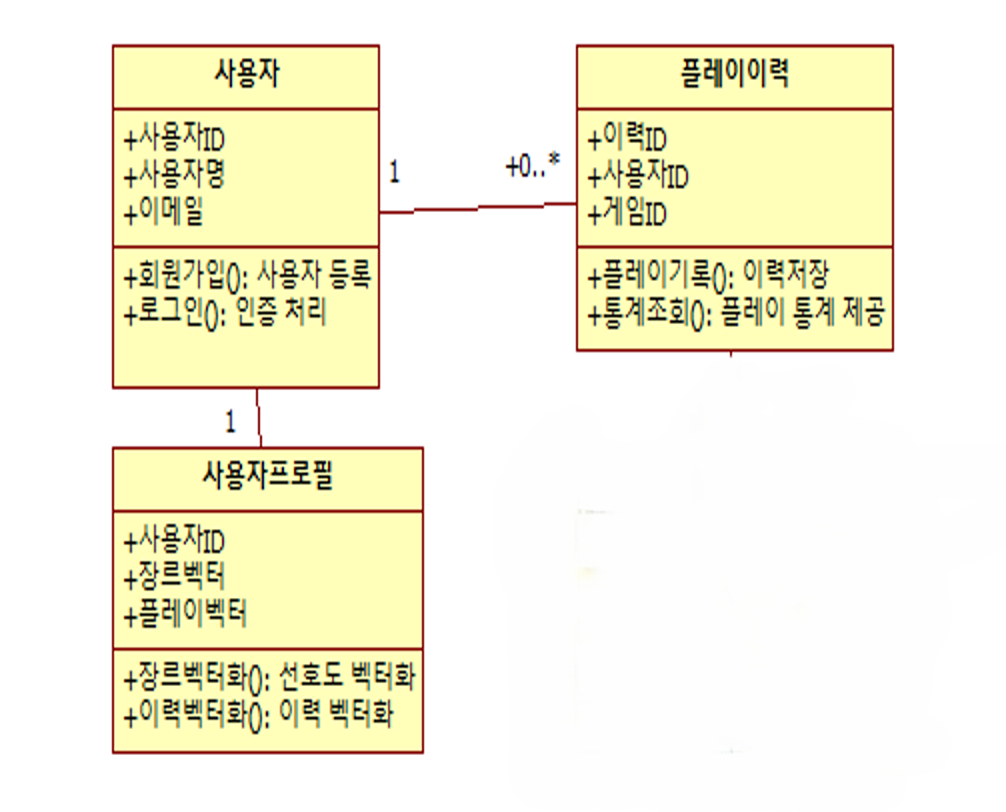 사용자
+사용자ID
+사용자명
+이메일
+회원가입(): 사용자 등록
+로그인(): 인증 처리
1
+0..*
플레이이력
+이력ID
+사용자ID
+게임ID
+플레이기록(): 이력저장
+통계조회(): 플레이 통계 제공
1
사용자프로필
+사용자ID
+장르벡터
+플레이벡터
+장르벡터화(): 선호도 벡터화
+이력벡터화(): 이력 벡터화